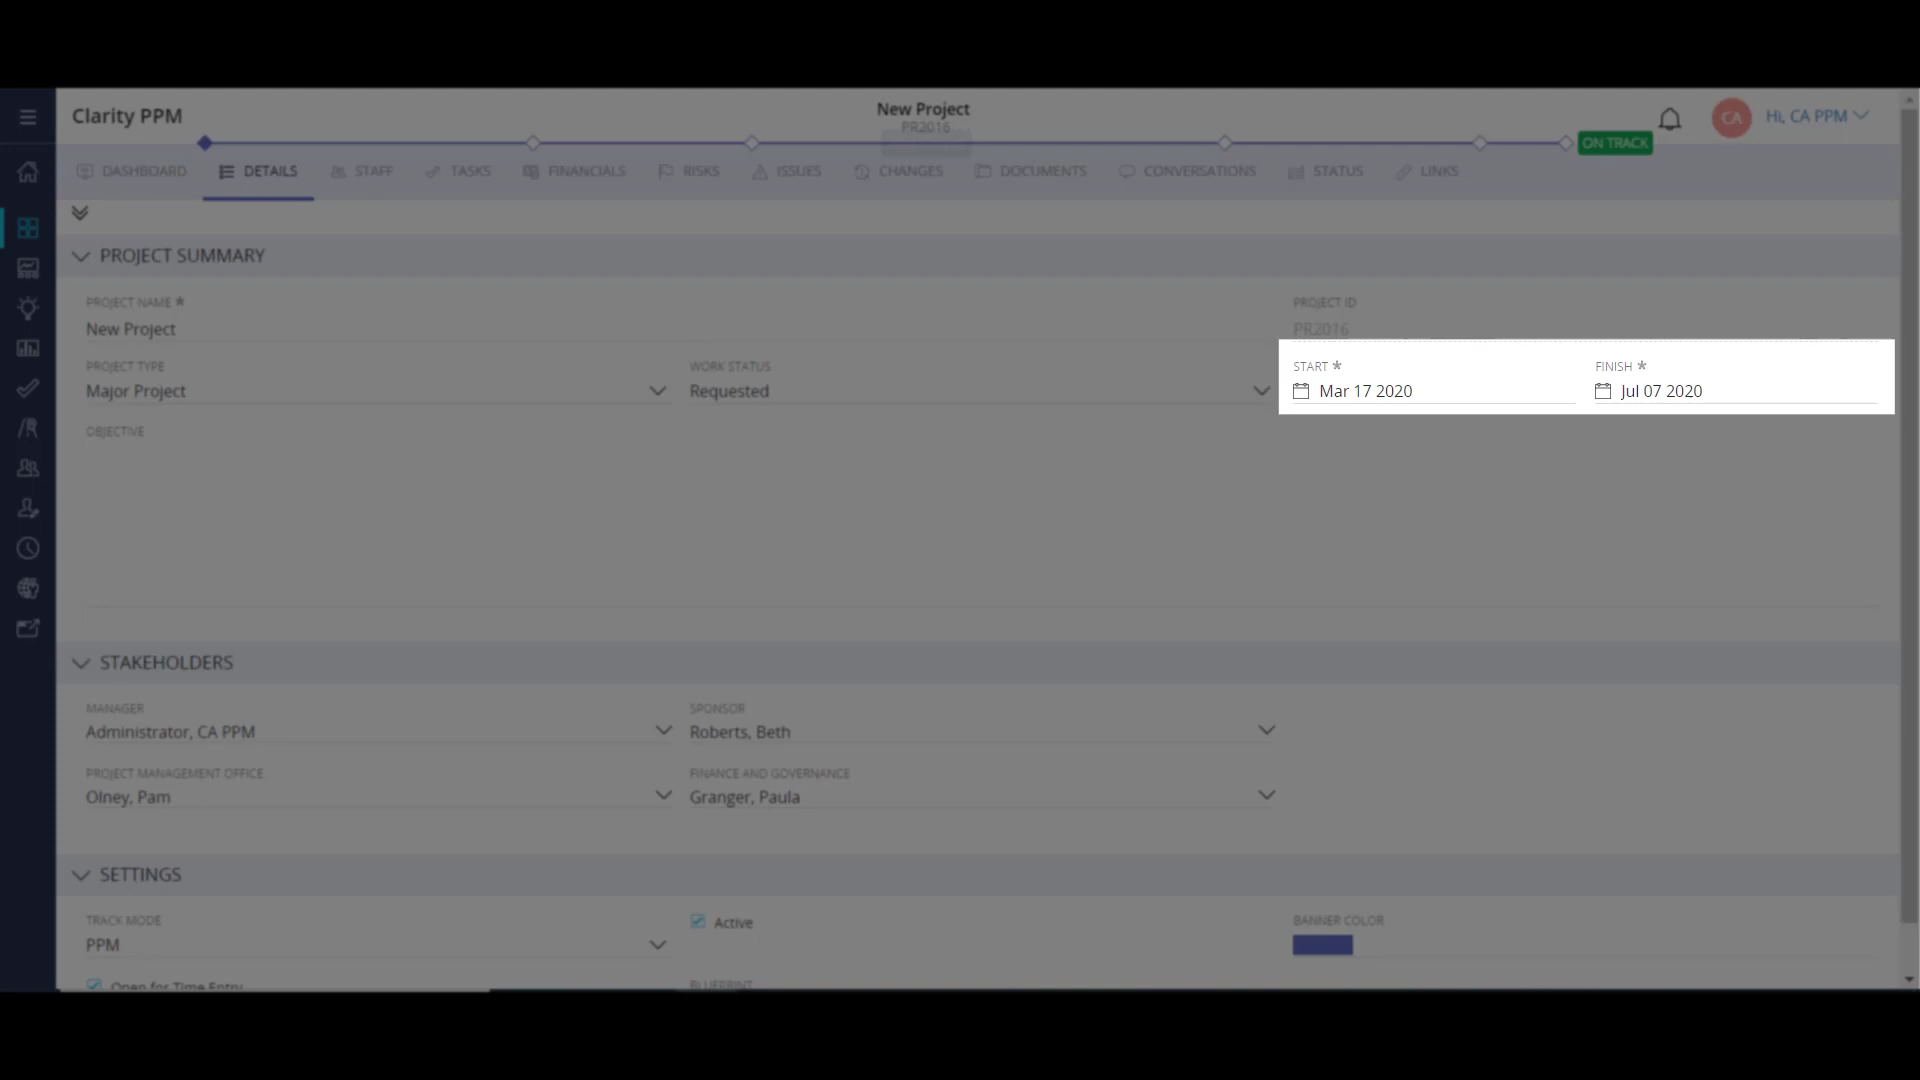 Clarity PPM
New Project
PR2016
CA
Hi, CA PPM
ON TRACK
DASHBOARD DETAILS STAFF TASKS FINANCIALS RISKS ISSUES CHANGES DOCUMENTS CONVERSATIONS STATUS LINKS
PROJECT SUMMARY
PROJECT NAME *
PROJECT ID
New Project
PR2016
PROJECT TYPE
WORK STATUS
START *
FINISH *
Major Project
Requested
Mar 17 2020
Jul 07 2020
OBJECTIVE
STAKEHOLDERS
MANAGER
SPONSOR
Administrator, CA PPM
Roberts, Beth
PROJECT MANAGEMENT OFFICE
FINANCE AND GOVERNANCE
Olney, Pam
Granger, Paula
SETTINGS
TRACK MODE
Active
BANNER COLOR
PPM
Open for Time Entry
BLUEPRINT